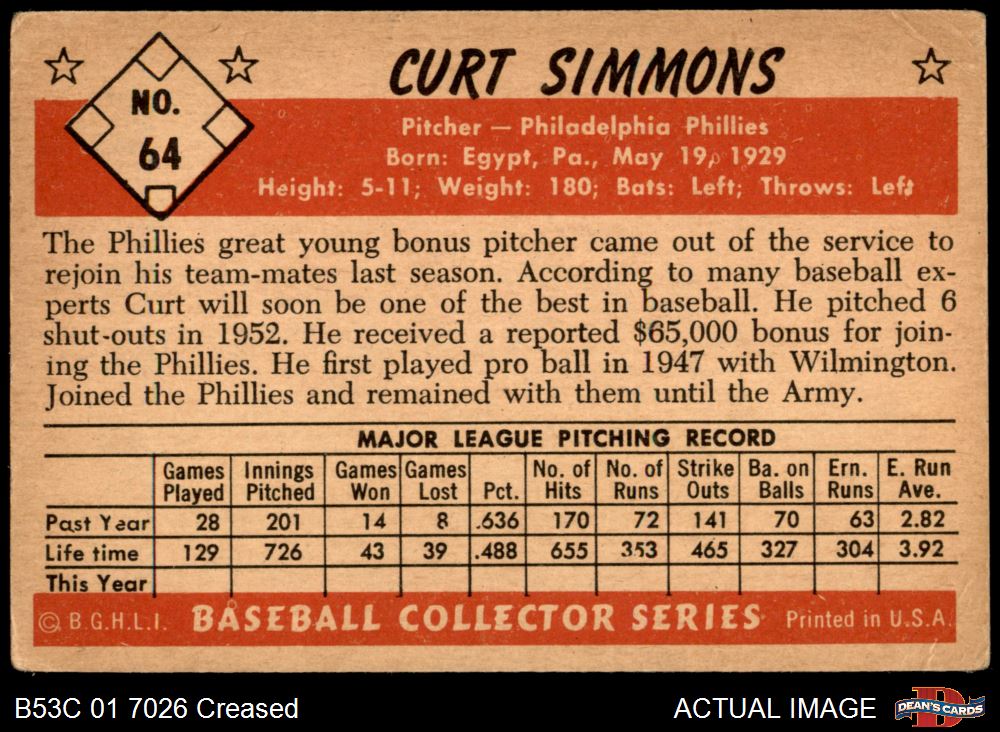 CURT SIMMONS
NO.
64
Pitcher — Philadelphia Phillies
Born: Egypt, Pa., May 19, 1929
Height: 5-11; Weight: 180; Bats: Left; Throws: Left
The Phillies great young bonus pitcher came out of the service to
rejoin his team-mates last season. According to many baseball ex-
perts Curt will soon be one of the best in baseball. He pitched 6
shut-outs in 1952. He received a reported $65,000 bonus for join-
ing the Phillies. He first played pro ball in 1947 with Wilmington.
Joined the Phillies and remained with them until the Army.
MAJOR LEAGUE PITCHING RECORD
Games Innings Games Games No. of No. of Strike Ba. on Ern. E. Run
Played Pitched Won Lost Pct. Hits Runs Outs Balls Runs Ave.
Past Year 28 201 14 8 .636 170 72 141 70 63 2.82
Life time 129 726 43 39 .488 655 353 465 327 304 3.92
This Year
© B.G.H.L.I. BASEBALL COLLECTOR SERIES Printed in U.S.A.
B53C 01 7026 Creased ACTUAL IMAGE DEAN'S CARDS